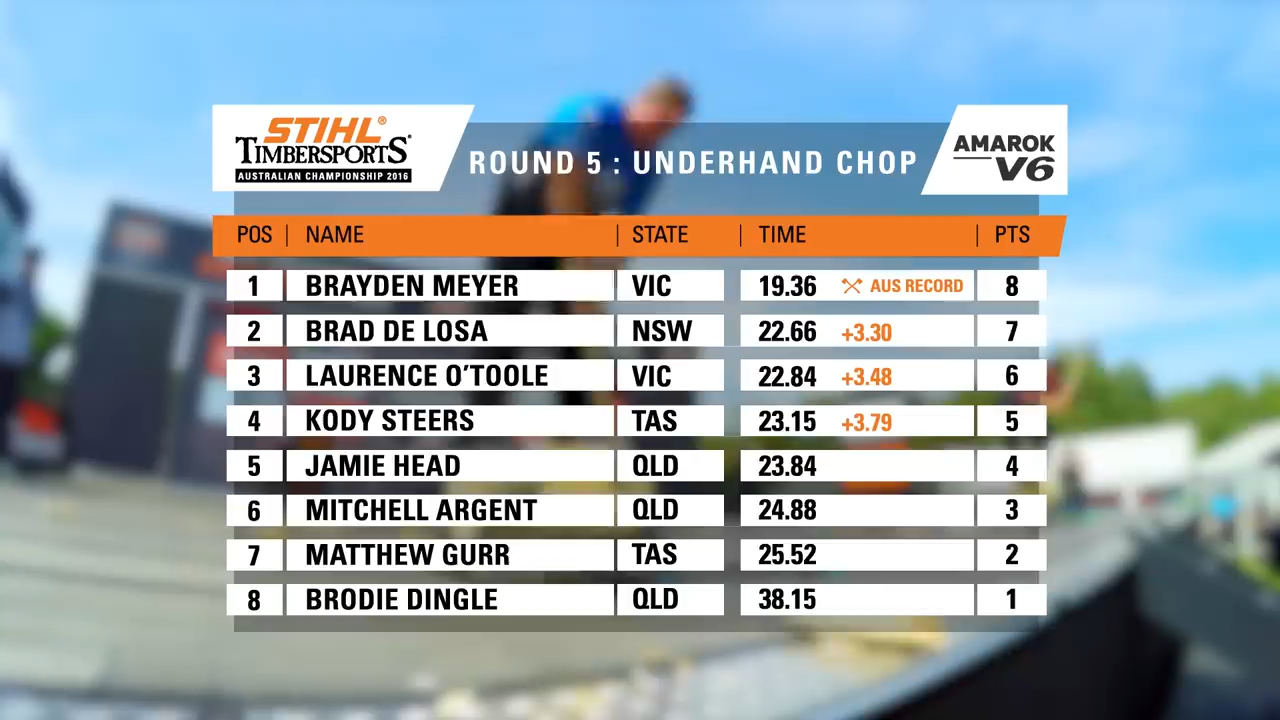 STIHL®
TIMBERSPORTS®
AUSTRALIAN CHAMPIONSHIP 2016
ROUND 5 : UNDERHAND CHOP
AMAROK
V6
POS | NAME | STATE | TIME | PTS
1 BRAYDEN MEYER VIC 19.36 AUS RECORD 8
2 BRAD DE LOSA NSW 22.66 +3.30 7
3 LAURENCE O'TOOLE VIC 22.84 +3.48 6
4 KODY STEERS TAS 23.15 +3.79 5
5 JAMIE HEAD QLD 23.84 4
6 MITCHELL ARGENT QLD 24.88 3
7 MATTHEW GURR TAS 25.52 2
8 BRODIE DINGLE QLD 38.15 1